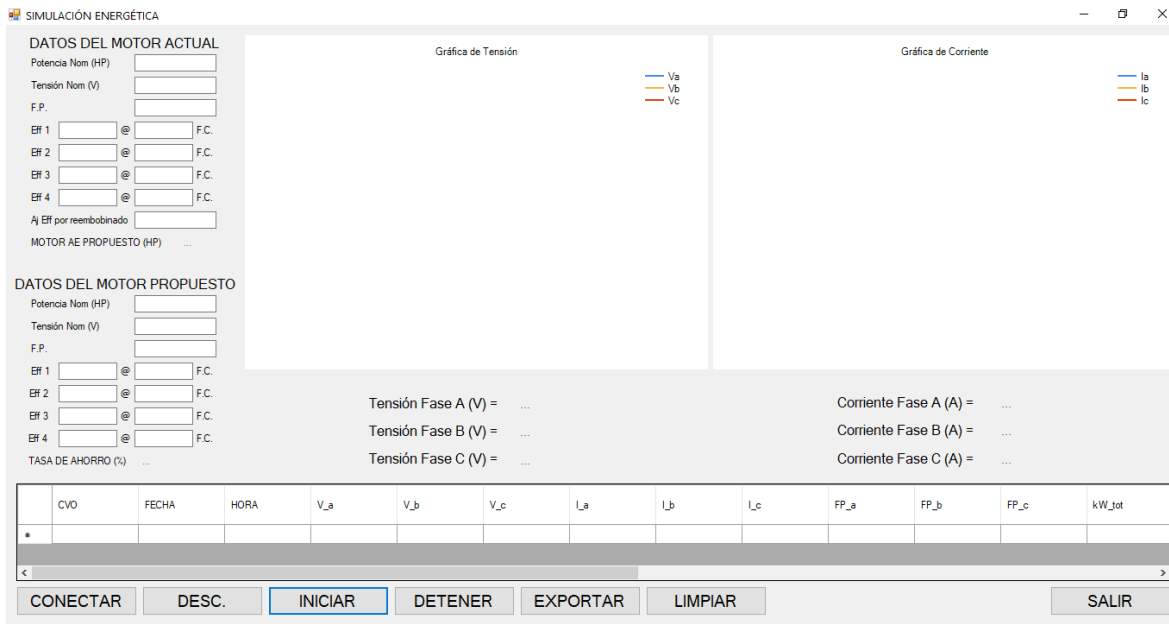 SIMULACIÓN ENERGÉTICA
DATOS DEL MOTOR ACTUAL
Potencia Nom (HP)
Tensión Nom (V)
F.P.
Eff 1 @ F.C.
Eff 2 @ F.C.
Eff 3 @ F.C.
Eff 4 @ F.C.
Aj Eff por reembobinado
MOTOR AE PROPUESTO (HP) ...
DATOS DEL MOTOR PROPUESTO
Potencia Nom (HP)
Tensión Nom (V)
F.P.
Eff 1 @ F.C.
Eff 2 @ F.C.
Eff 3 @ F.C.
Eff 4 @ F.C.
TASA DE AHORRO (%) ...
Gráfica de Tensión
Va
Vb
Vc
Gráfica de Corriente
Ia
Ib
Ic
Tensión Fase A (V) = ...
Tensión Fase B (V) = ...
Tensión Fase C (V) = ...
Corriente Fase A (A) = ...
Corriente Fase B (A) = ...
Corriente Fase C (A) = ...
CVO FECHA HORA V_a V_b V_c I_a I_b I_c FP_a FP_b FP_c kW_tot
*
CONECTAR DESC. INICIAR DETENER EXPORTAR LIMPIAR SALIR